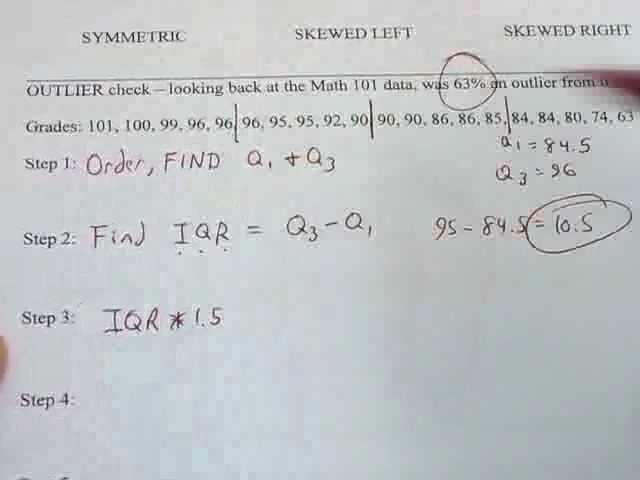 SYMMETRIC SKEWED LEFT SKEWED RIGHT
OUTLIER check – looking back at the Math 101 data, was 63% an outlier from
Grades: 101, 100, 99, 96, 96| 96, 95, 95, 92, 90| 90, 90, 86, 86, 85,| 84, 84, 80, 74, 63
Q1 = 84.5
Step 1: Order, FIND Q1 + Q3
Q3 = 96
Step 2: Find IQR = Q3 – Q1 95 – 84.5 = 10.5
Step 3: IQR * 1.5
Step 4: